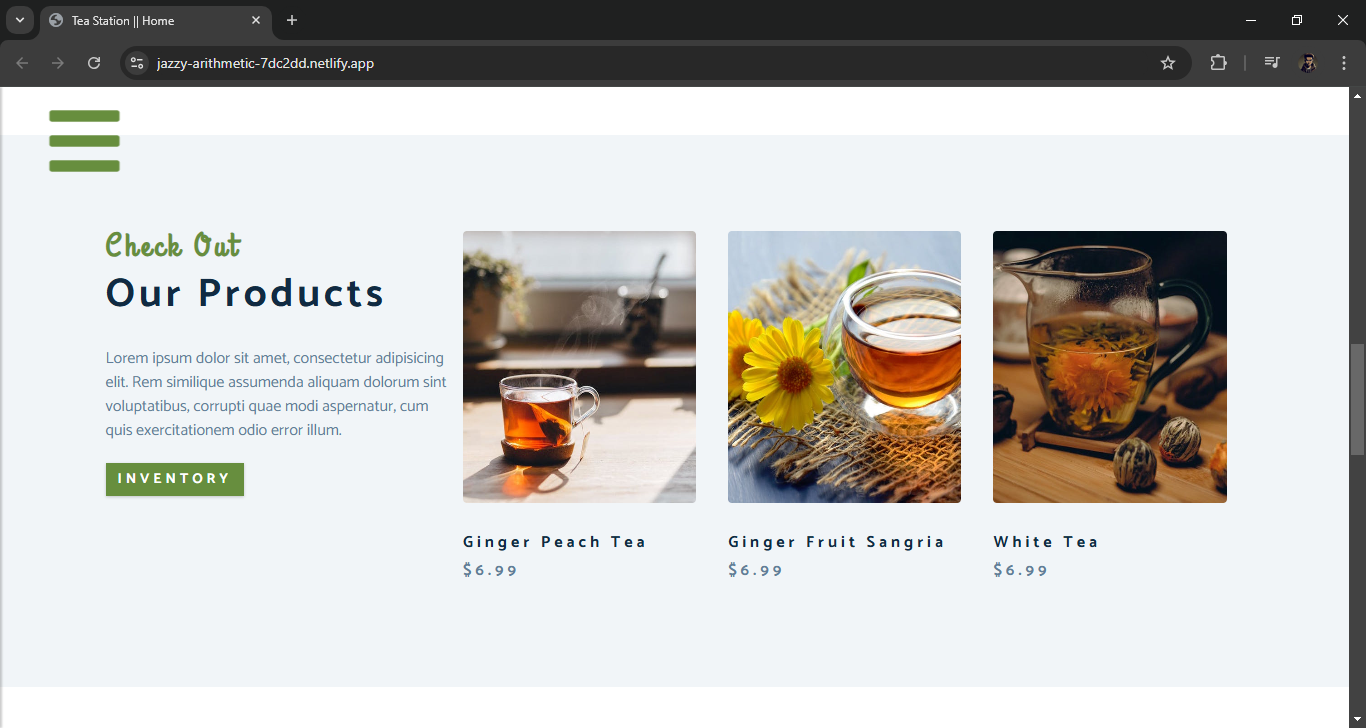 Tea Station || Home
jazzy-arithmetic-7dc2dd.netlify.app
Check Out
Our Products
Lorem ipsum dolor sit amet, consectetur adipisicing
elit. Rem similique assumenda aliquam dolorum sint
voluptatibus, corrupti quae modi aspernatur, cum
quis exercitationem odio error illum.
INVENTORY
Ginger Peach Tea
$6.99
Ginger Fruit Sangria
$6.99
White Tea
$6.99